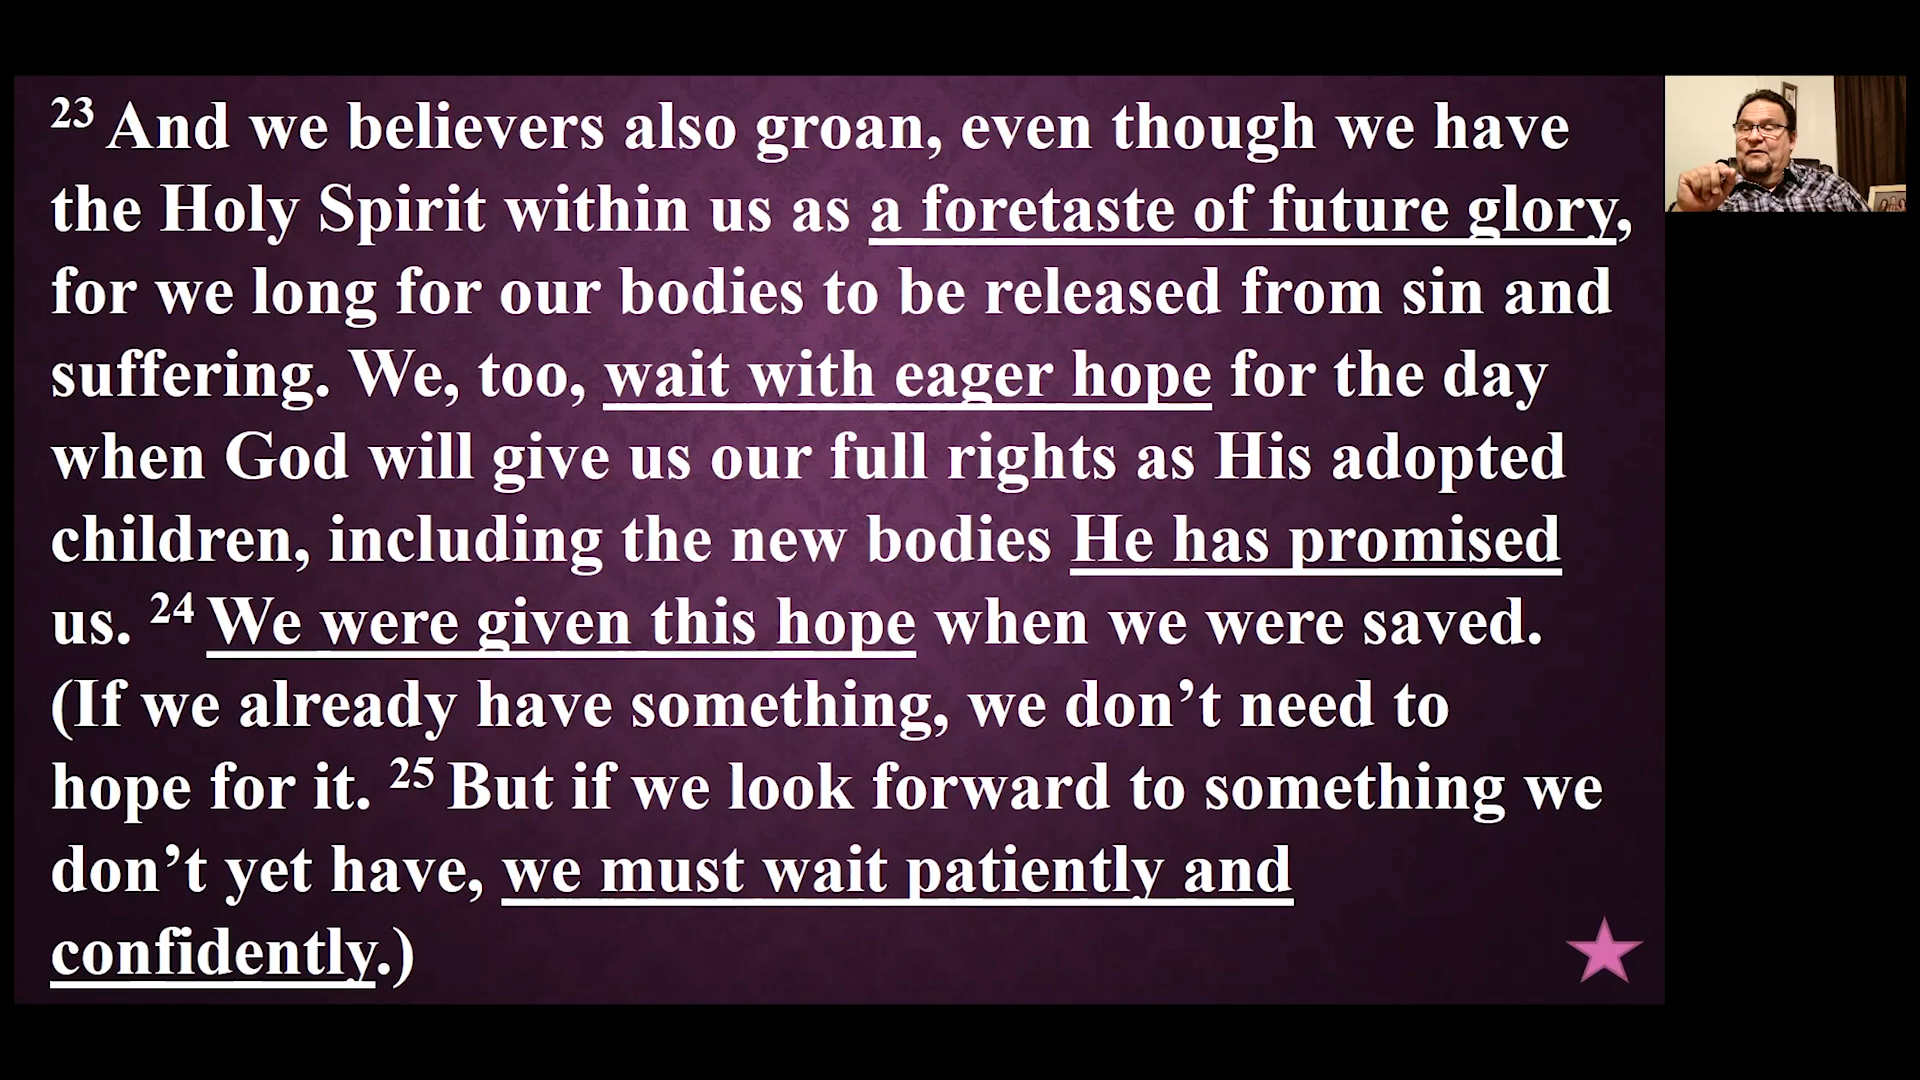 23 And we believers also groan, even though we have
the Holy Spirit within us as a foretaste of future glory,
for we long for our bodies to be released from sin and
suffering. We, too, wait with eager hope for the day
when God will give us our full rights as His adopted
children, including the new bodies He has promised
us. 24 We were given this hope when we were saved.
(If we already have something, we don’t need to
hope for it. 25 But if we look forward to something we
don’t yet have, we must wait patiently and
confidently.)